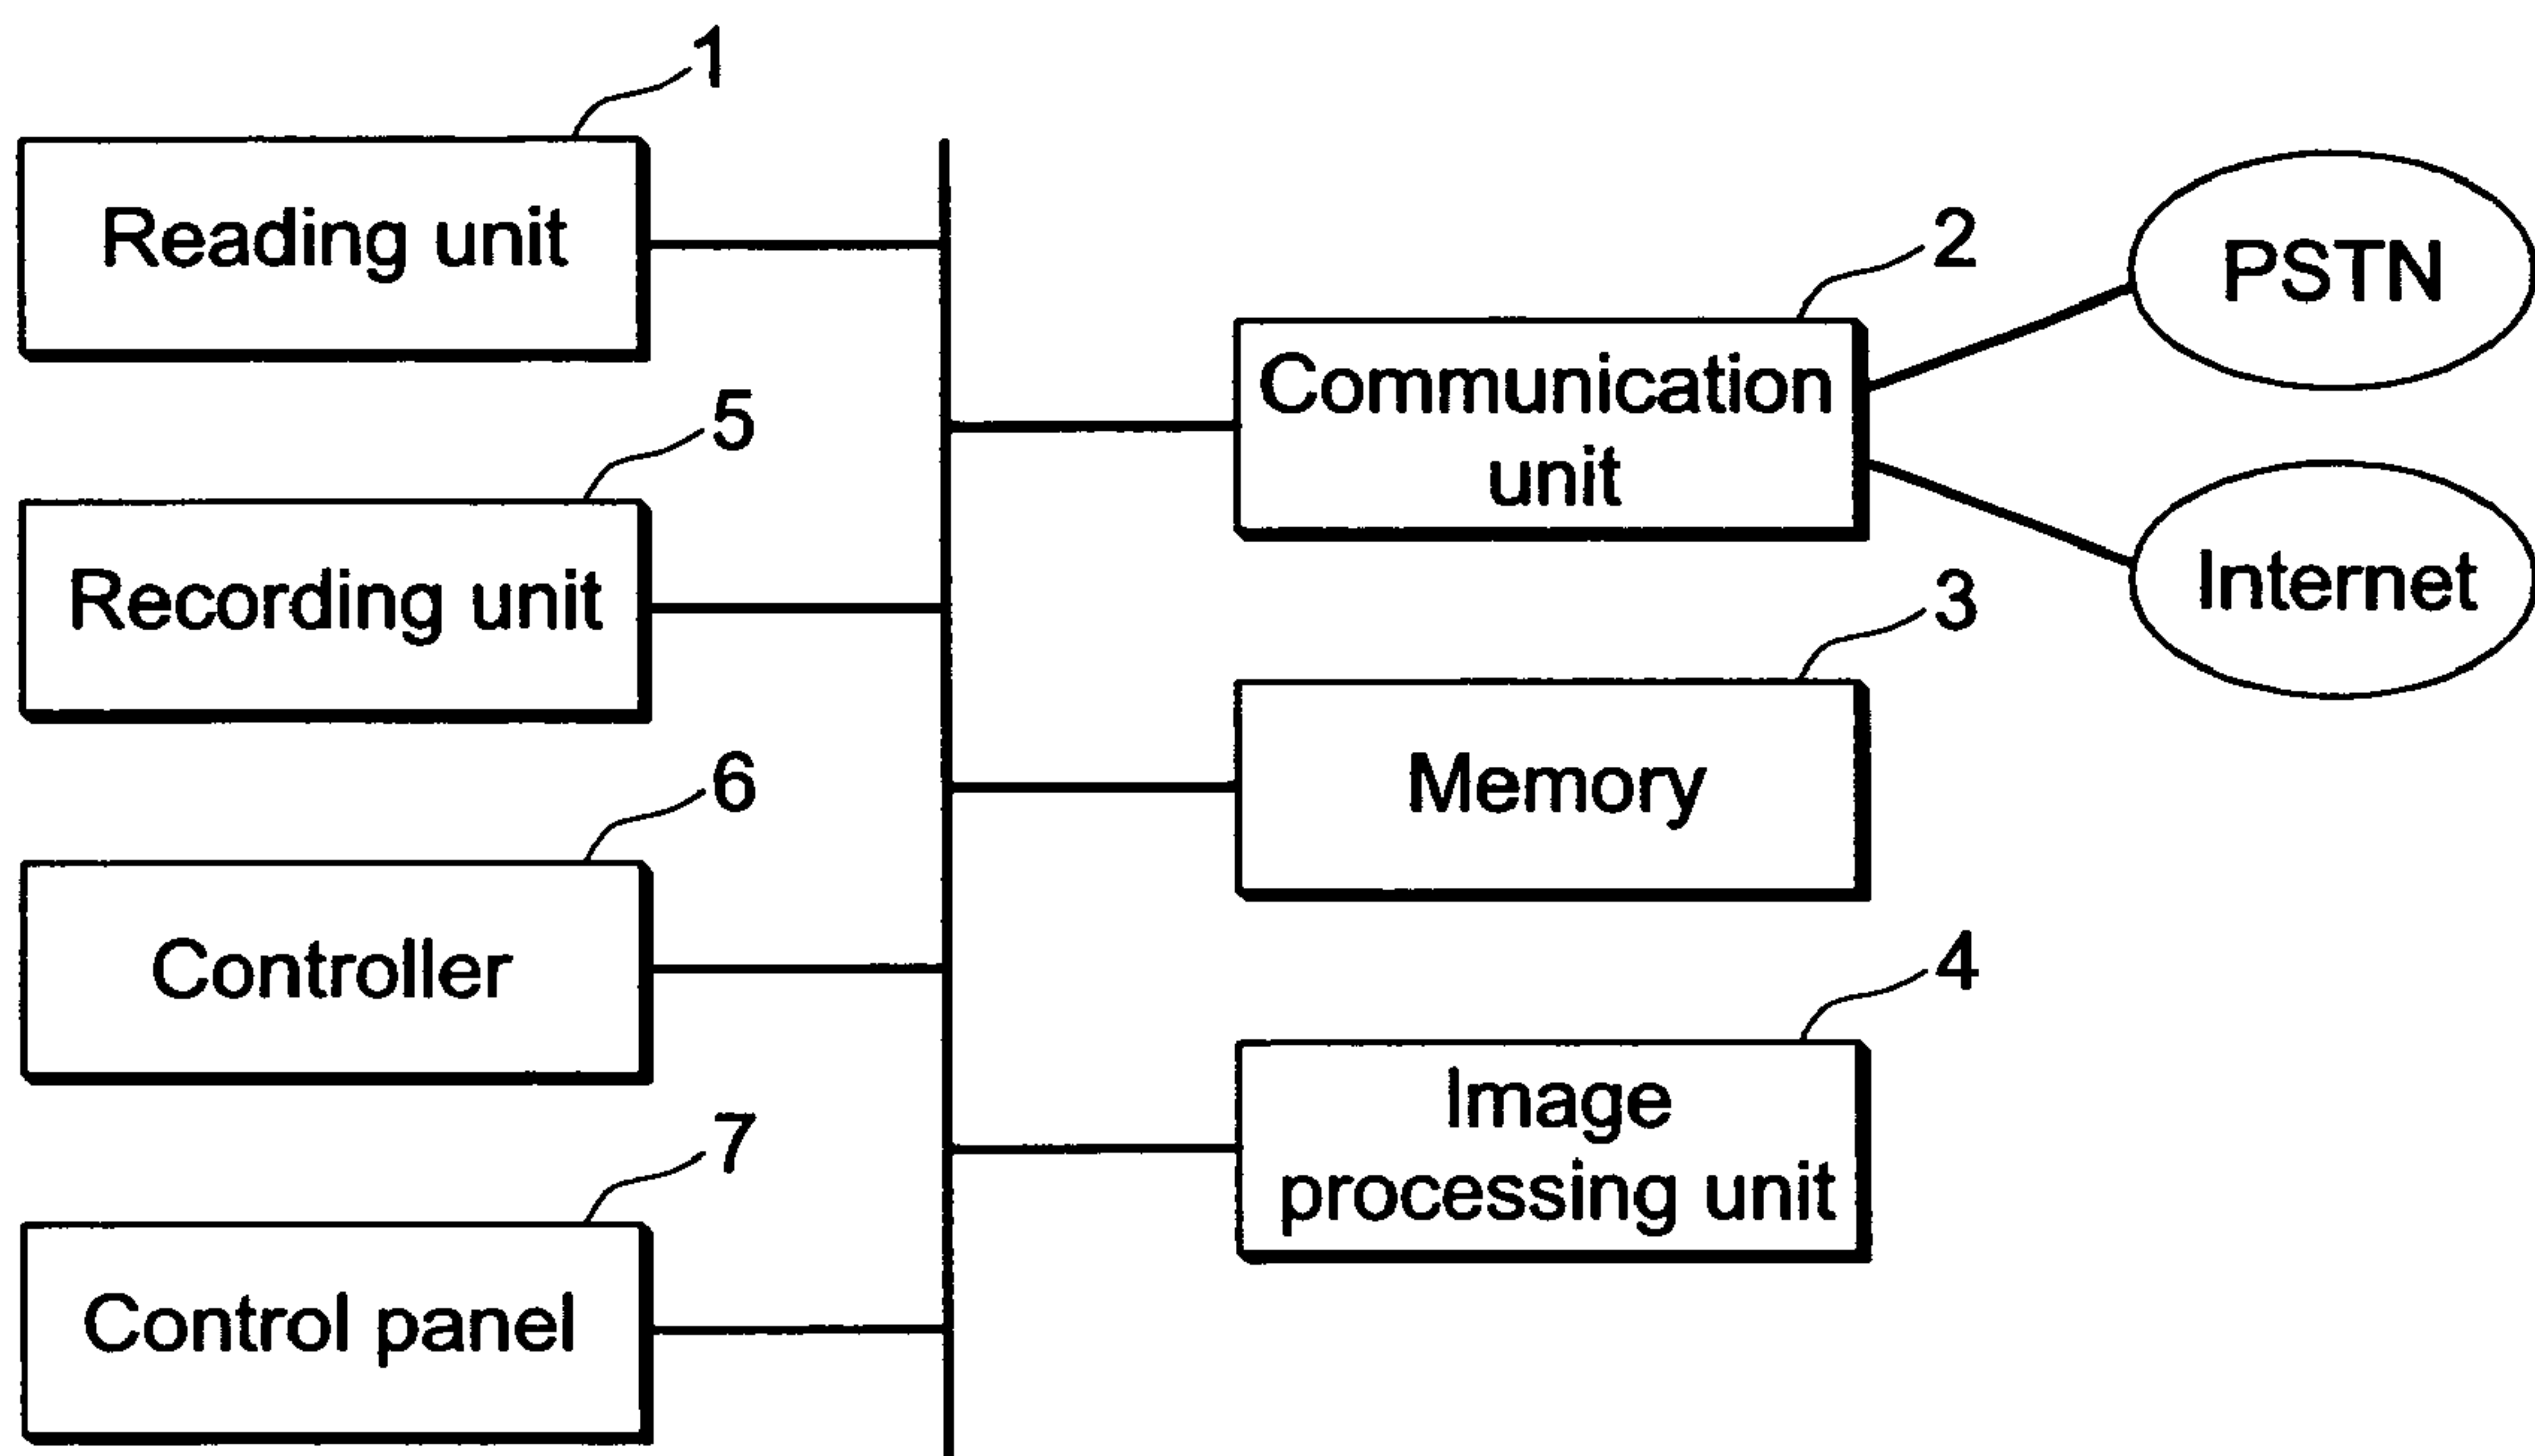 1
Reading unit
5
Recording unit
6
Controller
7
Control panel
2
Communication
unit
3
Memory
4
Image
processing unit
PSTN
Internet